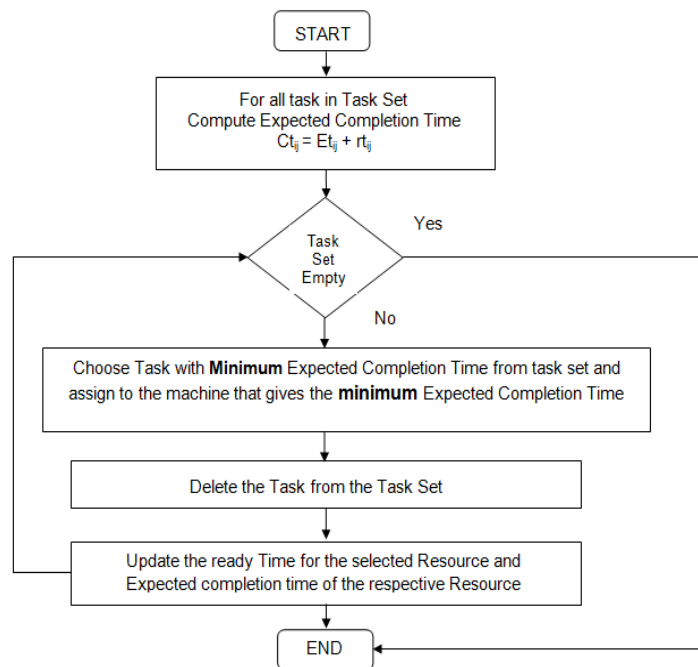 START
For all task in Task Set
Compute Expected Completion Time
Ctij = Etij + rtij
Yes
Task
Set
Empty
No
Choose Task with Minimum Expected Completion Time from task set and
assign to the machine that gives the minimum Expected Completion Time
Delete the Task from the Task Set
Update the ready Time for the selected Resource and
Expected completion time of the respective Resource
END